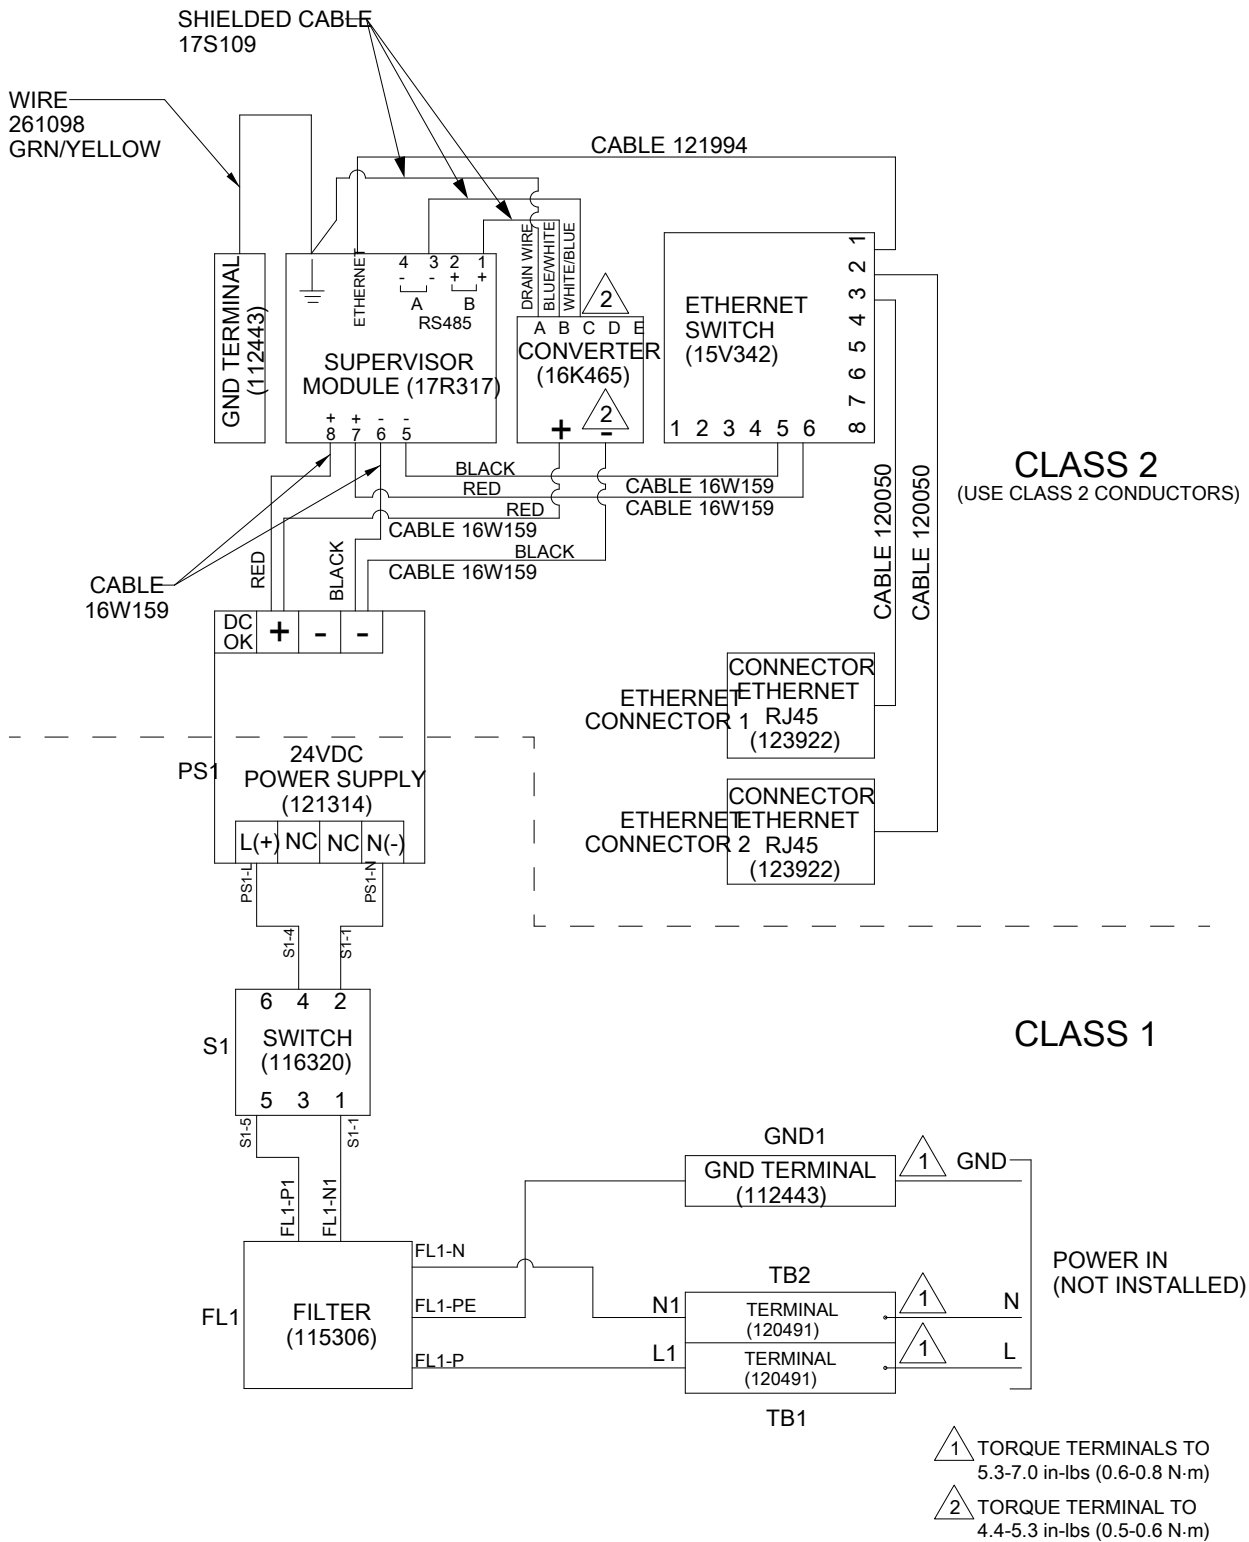 SHIELDED CABLE
17S109
WIRE
261098
GRN/YELLOW
CABLE 121994
GND TERMINAL
(112443)
ETHERNET
4 3 2 1
- - + +
A B
RS485
SUPERVISOR
MODULE (17R317)
+ + - -
8 7 6 5
DRAIN WIRE
BLUE/WHITE
WHITE/BLUE
2
A B C D E
CONVERTER
(16K465)
2
+ -
ETHERNET
SWITCH
(15V342)
1
2
3
4
5
6
7
8
1 2 3 4 5 6
BLACK
RED
CABLE 16W159
CABLE 16W159
RED
CABLE 16W159
BLACK
CABLE 16W159
RED
BLACK
CABLE
16W159
CABLE 120050
CABLE 120050
CLASS 2
(USE CLASS 2 CONDUCTORS)
DC
OK
+ - -
PS1
24VDC
POWER SUPPLY
(121314)
L(+) NC NC N(-)
ETHERNET
CONNECTOR 1
CONNECTOR
ETHERNET
RJ45
(123922)
ETHERNET
CONNECTOR 2
CONNECTOR
ETHERNET
RJ45
(123922)
PS1-L
PS1-N
S1-4
S1-1
6 4 2
S1
SWITCH
(116320)
5 3 1
S1-5
S1-1
CLASS 1
FL1-P1
FL1-N1
FL1
FILTER
(115306)
FL1-N
FL1-PE
FL1-P
GND1
GND TERMINAL
(112443)
1
GND
TB2
N1
TERMINAL
(120491)
1
N
L1
TERMINAL
(120491)
1
L
TB1
POWER IN
(NOT INSTALLED)
1 TORQUE TERMINALS TO
5.3-7.0 in-lbs (0.6-0.8 N·m)
2 TORQUE TERMINAL TO
4.4-5.3 in-lbs (0.5-0.6 N·m)